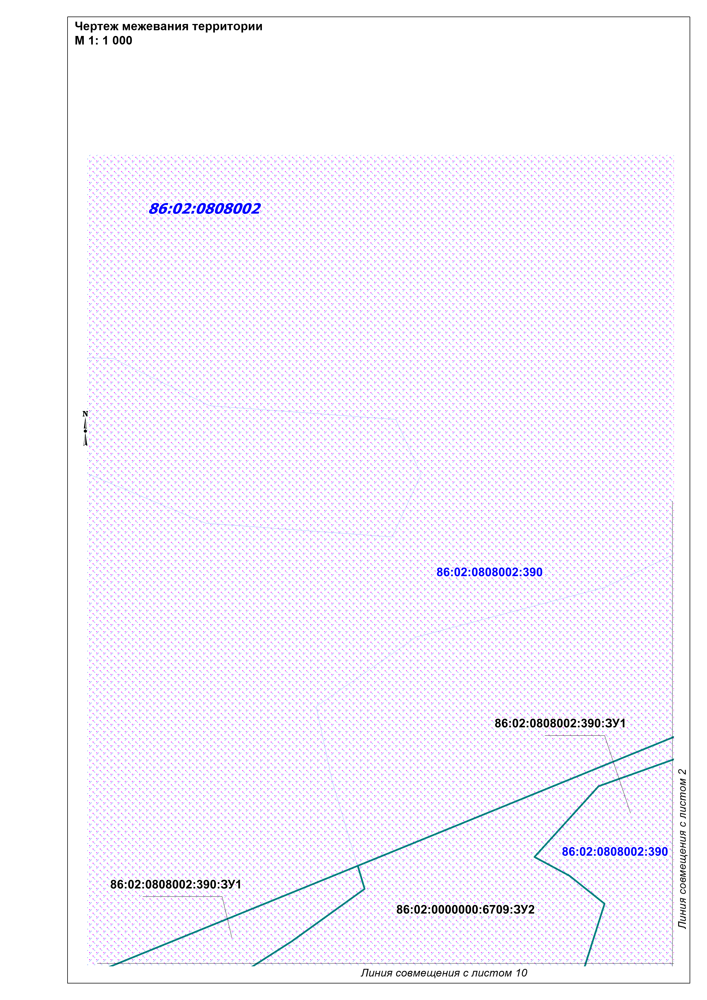 Чертеж межевания территории
М 1: 1 000
86:02:0808002
N
86:02:0808002:390
86:02:0808002:390:ЗУ1
Линия совмещения с листом 2
86:02:0808002:390
86:02:0808002:390:ЗУ1
86:02:0000000:6709:ЗУ2
Линия совмещения с листом 10